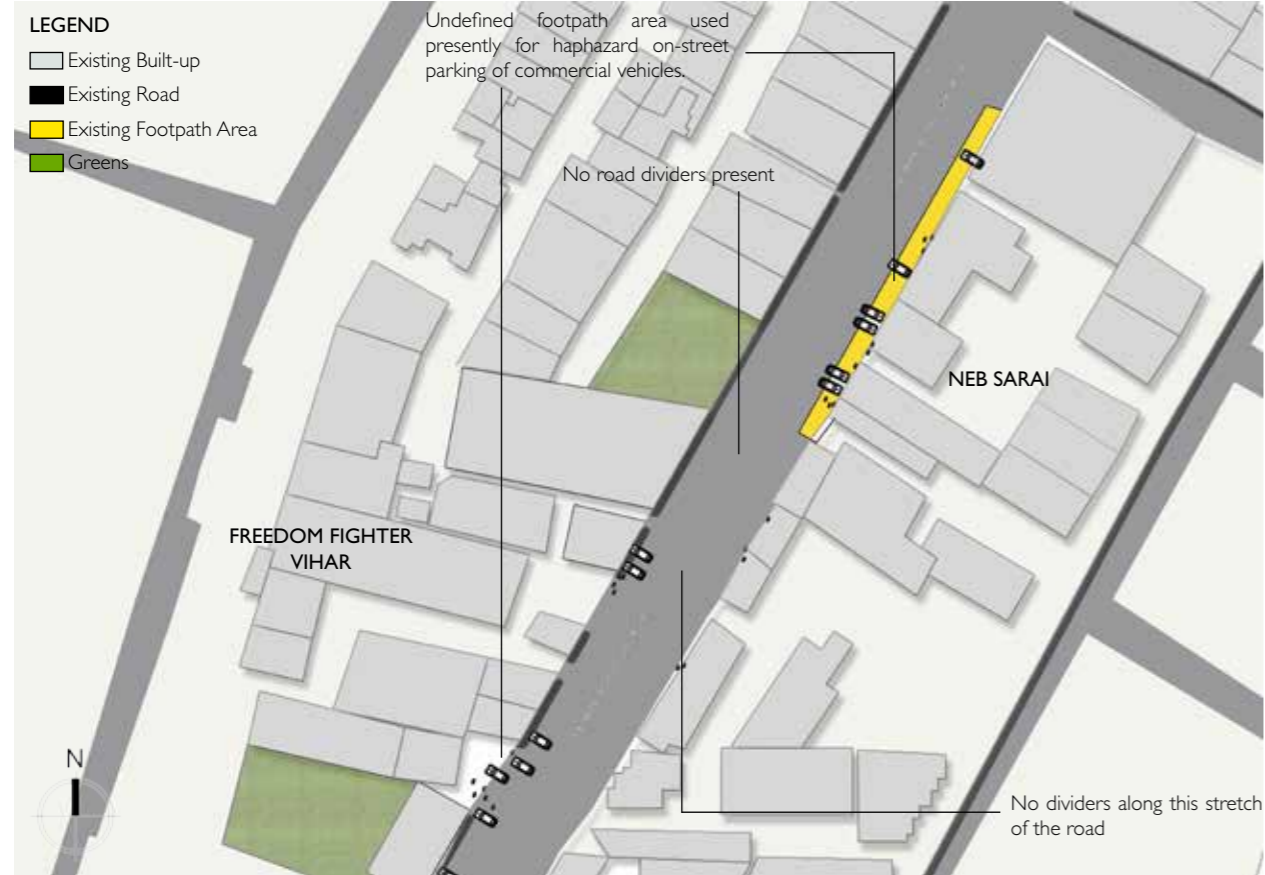 LEGEND
Existing Built-up
Existing Road
Existing Footpath Area
Greens
Undefined footpath area used
presently for haphazard on-street
parking of commercial vehicles.
No road dividers present
NEB SARAI
FREEDOM FIGHTER
VIHAR
N
No dividers along this stretch
of the road